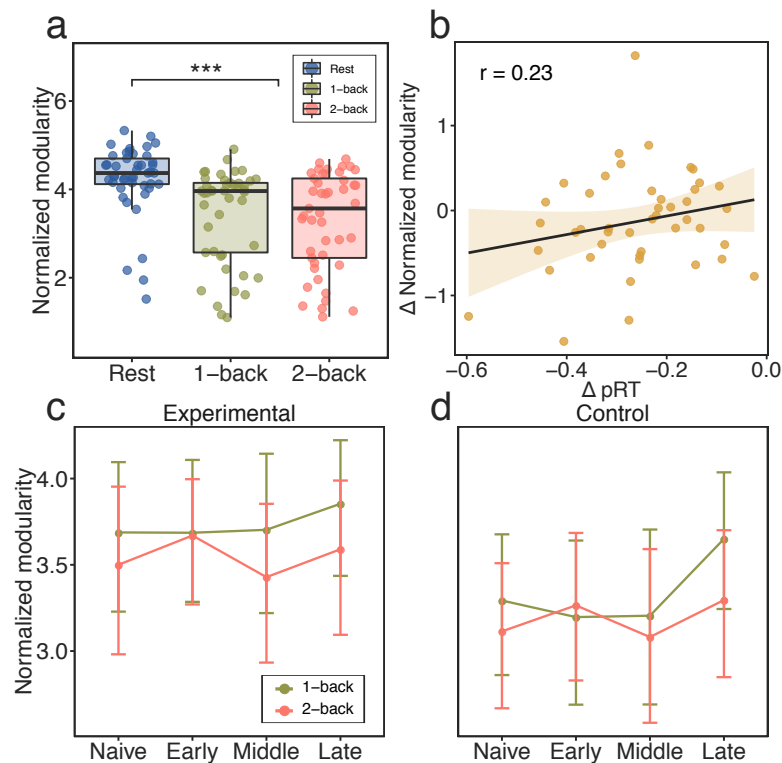 a
Normalized modularity
6
4
2
***
Rest
1-back
2-back
Rest
1-back
2-back
b
Δ Normalized modularity
1
0
−1
r = 0.23
−0.6
−0.4
−0.2
0.0
Δ pRT
c
Experimental
Normalized modularity
4.0
3.5
3.0
1-back
2-back
Naive
Early
Middle
Late
d
Control
Naive
Early
Middle
Late